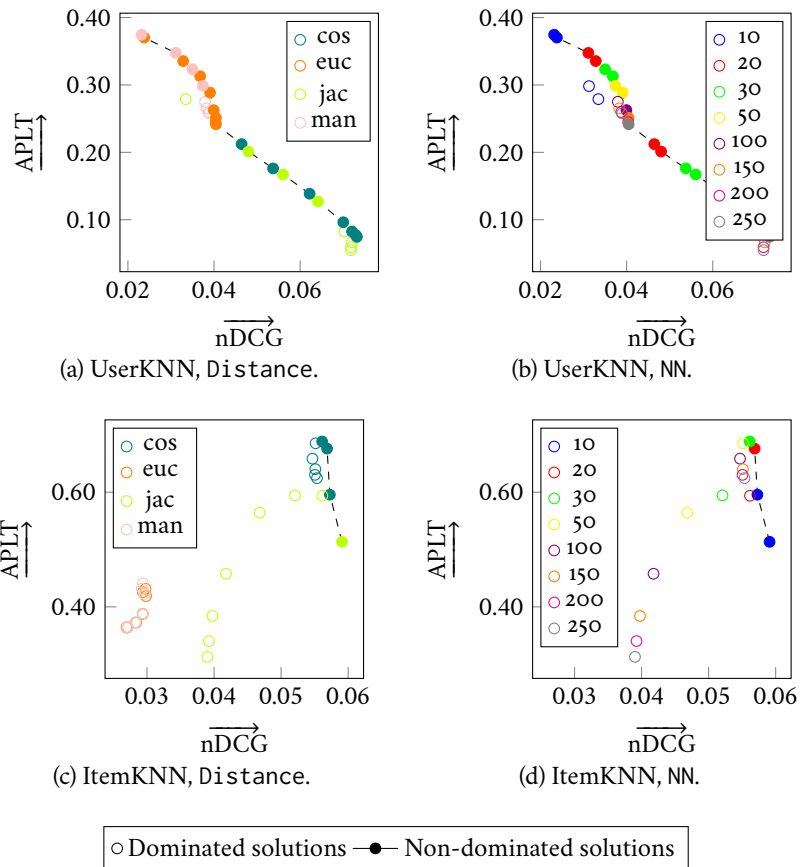 0.40
0.30
0.20
0.10
APLT
cos
euc
jac
man
0.02
0.04
0.06
nDCG
(a) UserKNN, Distance.
0.40
0.30
0.20
0.10
APLT
10
20
30
50
100
150
200
250
0.02
0.04
0.06
nDCG
(b) UserKNN, NN.
0.60
0.40
APLT
cos
euc
jac
man
0.03
0.04
0.05
0.06
nDCG
(c) ItemKNN, Distance.
0.60
0.40
APLT
10
20
30
50
100
150
200
250
0.03
0.04
0.05
0.06
nDCG
(d) ItemKNN, NN.
Dominated solutions
Non-dominated solutions